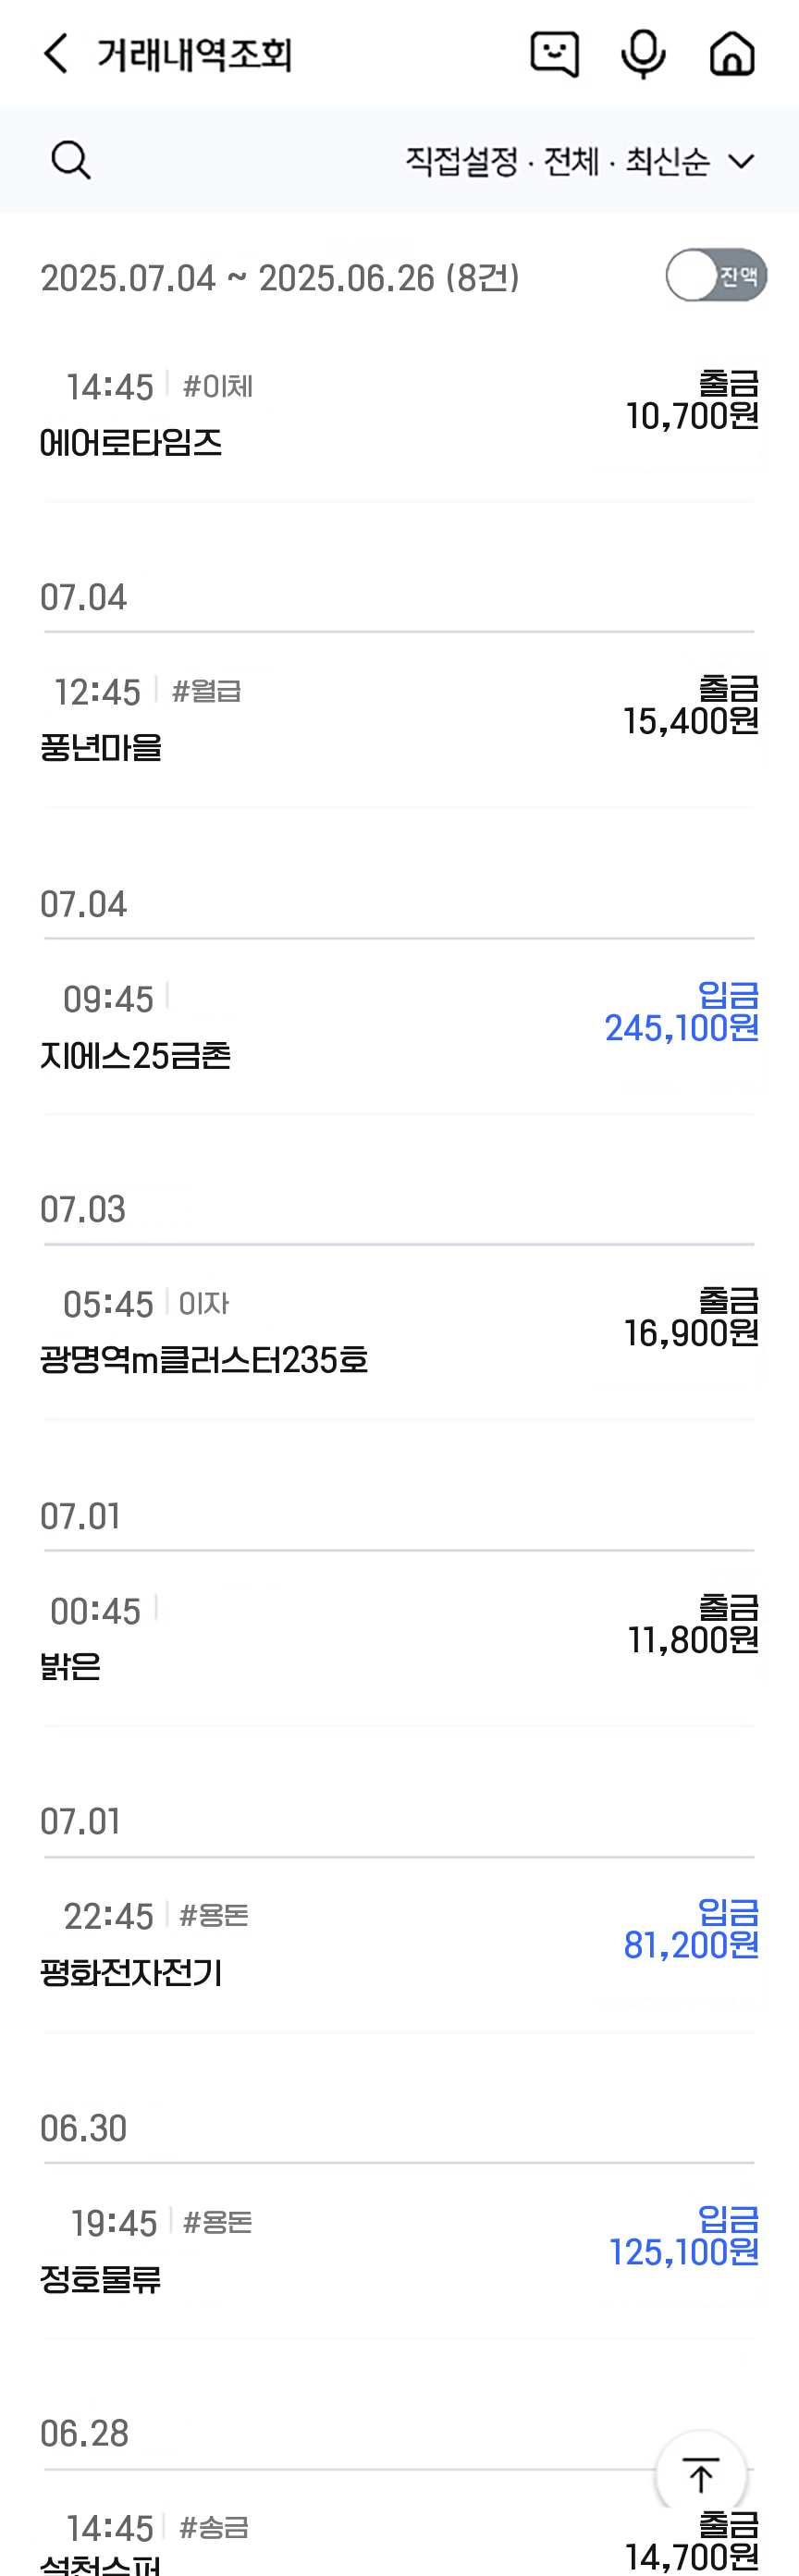 거래내역조회
직접설정 · 전체 · 최신순
2025.07.04 ~ 2025.06.26 (8건) 잔액
14:45 #이체 출금
에어로타임즈 10,700원
07.04
12:45 #월급 출금
풍년마을 15,400원
07.04
09:45 입금
지에스25금촌 245,100원
07.03
05:45 이자 출금
광명역m클러스터235호 16,900원
07.01
00:45 출금
밝은 11,800원
07.01
22:45 #용돈 입금
평화전자전기 81,200원
06.30
19:45 #용돈 입금
정호물류 125,100원
06.28
14:45 #송금 출금
14,700원